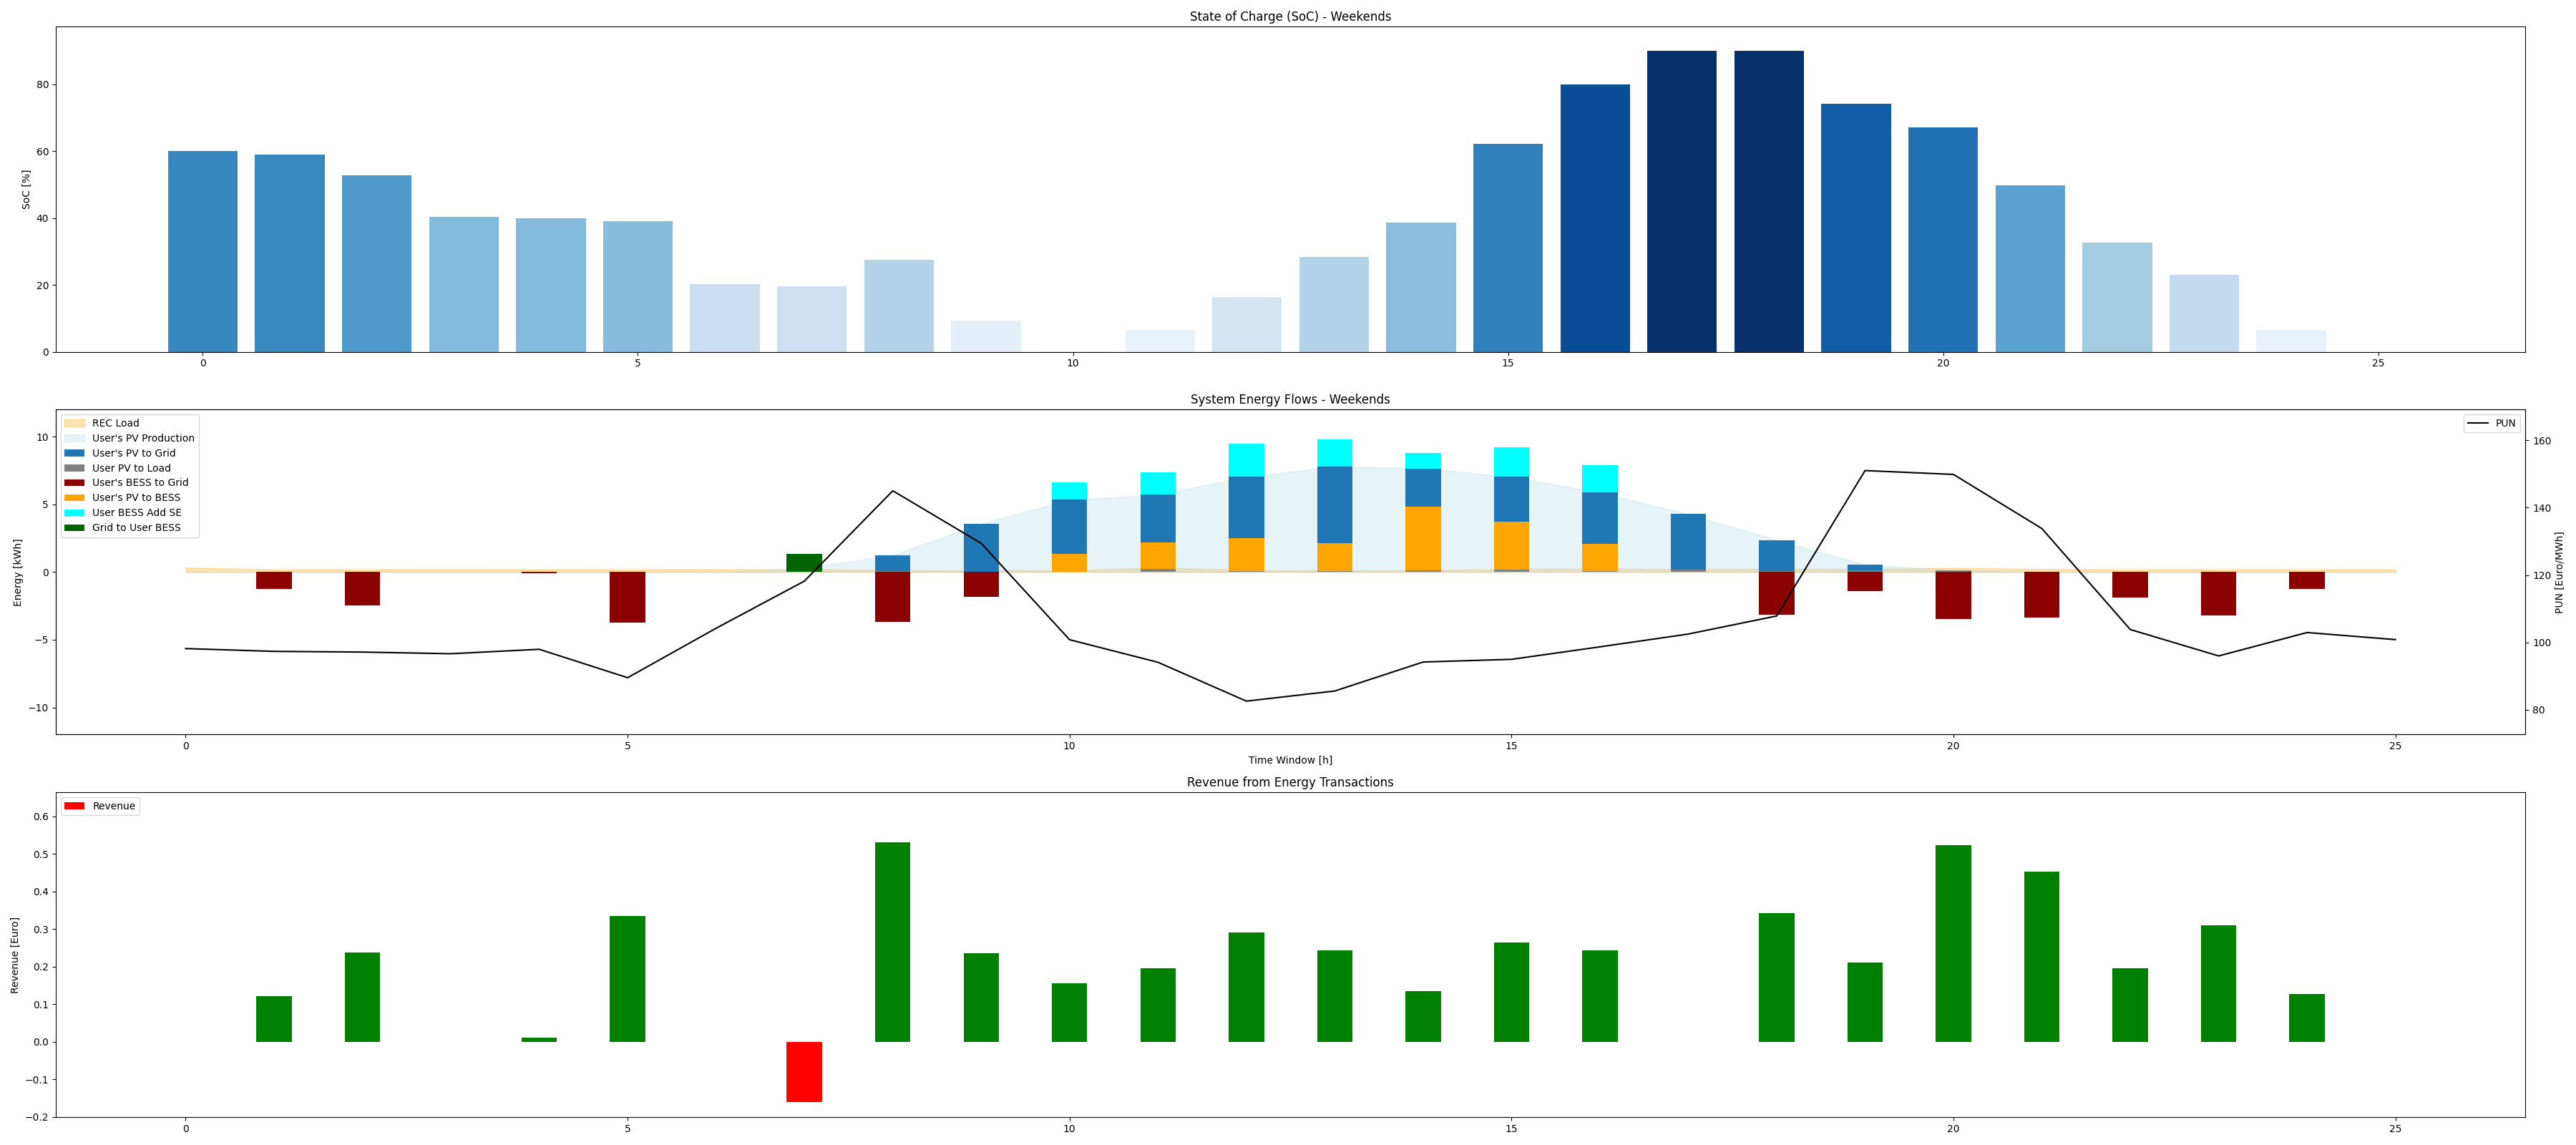 State of Charge (SoC) - Weekends
SoC [%]
80
60
40
20
0
0 5 10 15 20 25
System Energy Flows - Weekends
REC Load
User's PV Production
User's PV to Grid
User PV to Load
User's BESS to Grid
User's PV to BESS
User BESS Add SE
Grid to User BESS
PUN
Energy [kWh]
10
5
0
−5
−10
PUN [Euro/MWh]
160
140
120
100
80
0 5 10 15 20 25
Time Window [h]
Revenue from Energy Transactions
Revenue
Revenue [Euro]
0.6
0.5
0.4
0.3
0.2
0.1
0.0
−0.1
−0.2
0 5 10 15 20 25